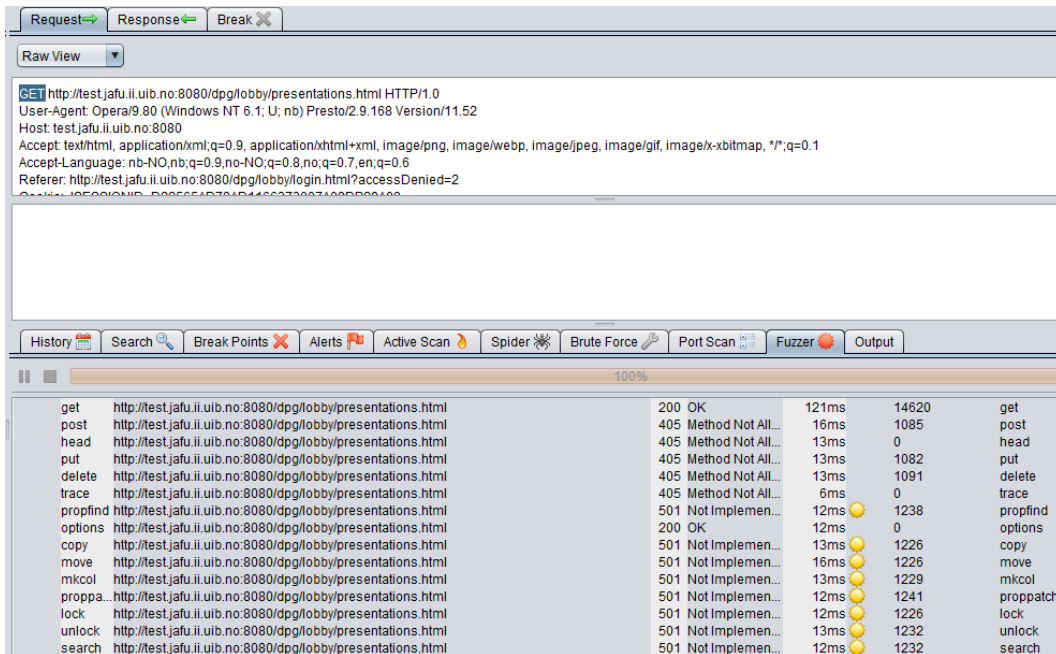 Request Response Break
Raw View
GET http://test.jafu.ii.uib.no:8080/dpg/lobby/presentations.html HTTP/1.0
User-Agent: Opera/9.80 (Windows NT 6.1; U; nb) Presto/2.9.168 Version/11.52
Host: test.jafu.ii.uib.no:8080
Accept: text/html, application/xml;q=0.9, application/xhtml+xml, image/png, image/webp, image/jpeg, image/gif, image/x-xbitmap, */*;q=0.1
Accept-Language: nb-NO,nb;q=0.9,no-NO;q=0.8,no;q=0.7,en;q=0.6
Referer: http://test.jafu.ii.uib.no:8080/dpg/lobby/login.html?accessDenied=2
History Search Break Points Alerts Active Scan Spider Brute Force Port Scan Fuzzer Output
100%
get http://test.jafu.ii.uib.no:8080/dpg/lobby/presentations.html 200 OK 121ms 14620 get
post http://test.jafu.ii.uib.no:8080/dpg/lobby/presentations.html 405 Method Not All... 16ms 1085 post
head http://test.jafu.ii.uib.no:8080/dpg/lobby/presentations.html 405 Method Not All... 13ms 0 head
put http://test.jafu.ii.uib.no:8080/dpg/lobby/presentations.html 405 Method Not All... 13ms 1082 put
delete http://test.jafu.ii.uib.no:8080/dpg/lobby/presentations.html 405 Method Not All... 13ms 1091 delete
trace http://test.jafu.ii.uib.no:8080/dpg/lobby/presentations.html 405 Method Not All... 6ms 0 trace
propfind http://test.jafu.ii.uib.no:8080/dpg/lobby/presentations.html 501 Not Implemen... 12ms 1238 propfind
options http://test.jafu.ii.uib.no:8080/dpg/lobby/presentations.html 200 OK 12ms 0 options
copy http://test.jafu.ii.uib.no:8080/dpg/lobby/presentations.html 501 Not Implemen... 13ms 1226 copy
move http://test.jafu.ii.uib.no:8080/dpg/lobby/presentations.html 501 Not Implemen... 16ms 1226 move
mkcol http://test.jafu.ii.uib.no:8080/dpg/lobby/presentations.html 501 Not Implemen... 13ms 1229 mkcol
proppa... http://test.jafu.ii.uib.no:8080/dpg/lobby/presentations.html 501 Not Implemen... 12ms 1241 proppatch
lock http://test.jafu.ii.uib.no:8080/dpg/lobby/presentations.html 501 Not Implemen... 12ms 1226 lock
unlock http://test.jafu.ii.uib.no:8080/dpg/lobby/presentations.html 501 Not Implemen... 13ms 1232 unlock
search http://test.jafu.ii.uib.no:8080/dpg/lobby/presentations.html 501 Not Implemen... 12ms 1232 search